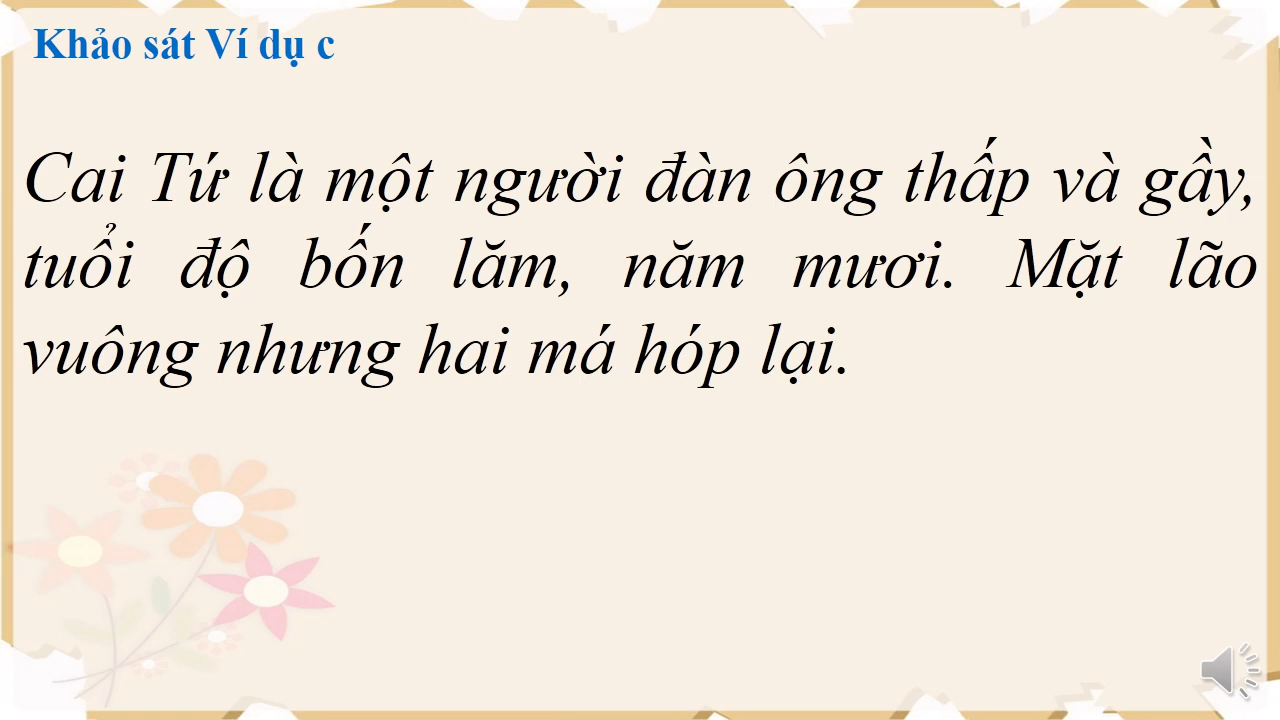 Khảo sát Ví dụ c
Cai Tứ là một người đàn ông thấp và gầy,
tuổi độ bốn lăm, năm mươi. Mặt lão
vuông nhưng hai má hóp lại.